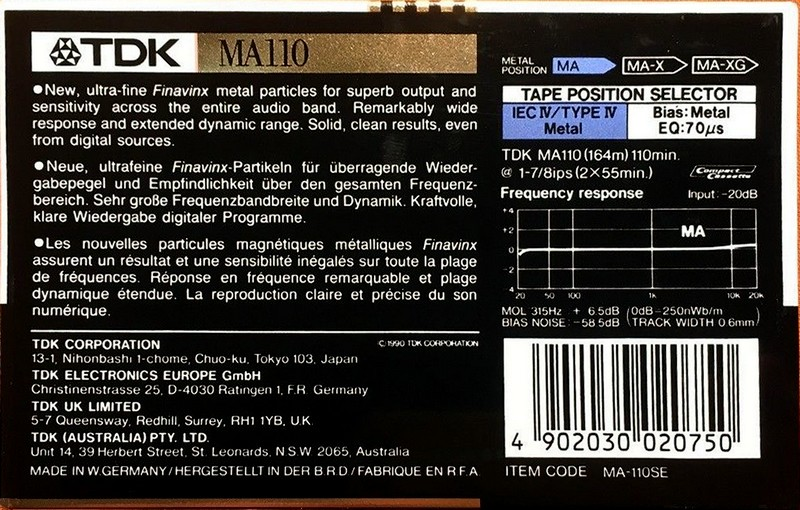 TDK MA110
●New, ultra-fine Finavinx metal particles for superb output and
sensitivity across the entire audio band. Remarkably wide
response and extended dynamic range. Solid, clean results, even
from digital sources.
●Neue, ultrafeine Finavinx-Partikeln für überragende Wieder-
gabepegel und Empfindlichkeit über den gesamten Frequenz-
bereich. Sehr große Frequenzbandbreite und Dynamik. Kraftvolle,
klare Wiedergabe digitaler Programme.
●Les nouvelles particules magnétiques métalliques Finavinx
assurent un résultat et une sensibilité inégalés sur toute la plage
de fréquences. Réponse en fréquence remarquable et plage
dynamique étendue. La reproduction claire et précise du son
numérique.
TDK CORPORATION
C1990 TDK CORPORATION
13-1, Nihonbashi 1-chome, Chuo-ku, Tokyo 103, Japan
TDK ELECTRONICS EUROPE GmbH
Christinenstrasse 25, D-4030 Ratingen 1, F.R. Germany
TDK UK LIMITED
5-7 Queensway, Redhill, Surrey, RH1 1YB, U.K.
TDK (AUSTRALIA) PTY. LTD.
Unit 14, 39 Herbert Street, St. Leonards, N S W 2065, Australia
MADE IN W.GERMANY / HERGESTELLT IN DER B R D / FABRIQUE EN R F A
METAL POSITION MA MA-X MA-XG
TAPE POSITION SELECTOR
IEC IV/TYPE IV Bias: Metal
Metal EQ: 70μs
TDK MA110 (164m) 110min.
@ 1-7/8ips (2×55min.) Compact Cassette
Frequency response Input: -20dB
+4
+2
0
-2
-4
MA
20 50 100 1k 10k 20k
MOL 315Hz : + 6.5dB (0dB=250nWb/m
BIAS NOISE : -58.5dB TRACK WIDTH 0.6mm)
4 902030 020750
ITEM CODE MA-110SE